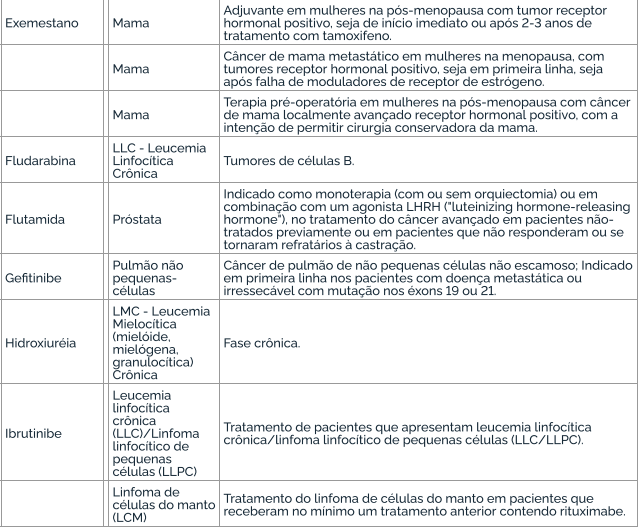 Exemestano
Mama
Adjuvante em mulheres na pós-menopausa com tumor receptor
hormonal positivo, seja de início imediato ou após 2-3 anos de
tratamento com tamoxifeno.
Mama
Câncer de mama metastático em mulheres na menopausa, com
tumores receptor hormonal positivo, seja em primeira linha, seja
após falha de moduladores de receptor de estrógeno.
Mama
Terapia pré-operatória em mulheres na pós-menopausa com câncer
de mama localmente avançado receptor hormonal positivo, com a
intenção de permitir cirurgia conservadora da mama.
Fludarabina
LLC - Leucemia
Linfocítica
Crônica
Tumores de células B.
Flutamida
Próstata
Indicado como monoterapia (com ou sem orquiectomia) ou em
combinação com um agonista LHRH ("luteinizing hormone-releasing
hormone"), no tratamento do câncer avançado em pacientes não-
tratados previamente ou em pacientes que não responderam ou se
tornaram refratários à castração.
Gefitinibe
Pulmão não
pequenas-
células
Câncer de pulmão de não pequenas células não escamoso; Indicado
em primeira linha nos pacientes com doença metastática ou
irressecável com mutação nos éxons 19 ou 21.
Hidroxiuréia
LMC - Leucemia
Mielocítica
(mielóide,
mielógena,
granulocítica)
Crônica
Fase crônica.
Ibrutinibe
Leucemia
linfocítica
crônica
(LLC)/Linfoma
linfocítico de
pequenas
células (LLPC)
Tratamento de pacientes que apresentam leucemia linfocítica
crônica/linfoma linfocítico de pequenas células (LLC/LLPC).
Linfoma de
células do manto
(LCM)
Tratamento do linfoma de células do manto em pacientes que
receberam no mínimo um tratamento anterior contendo rituximabe.